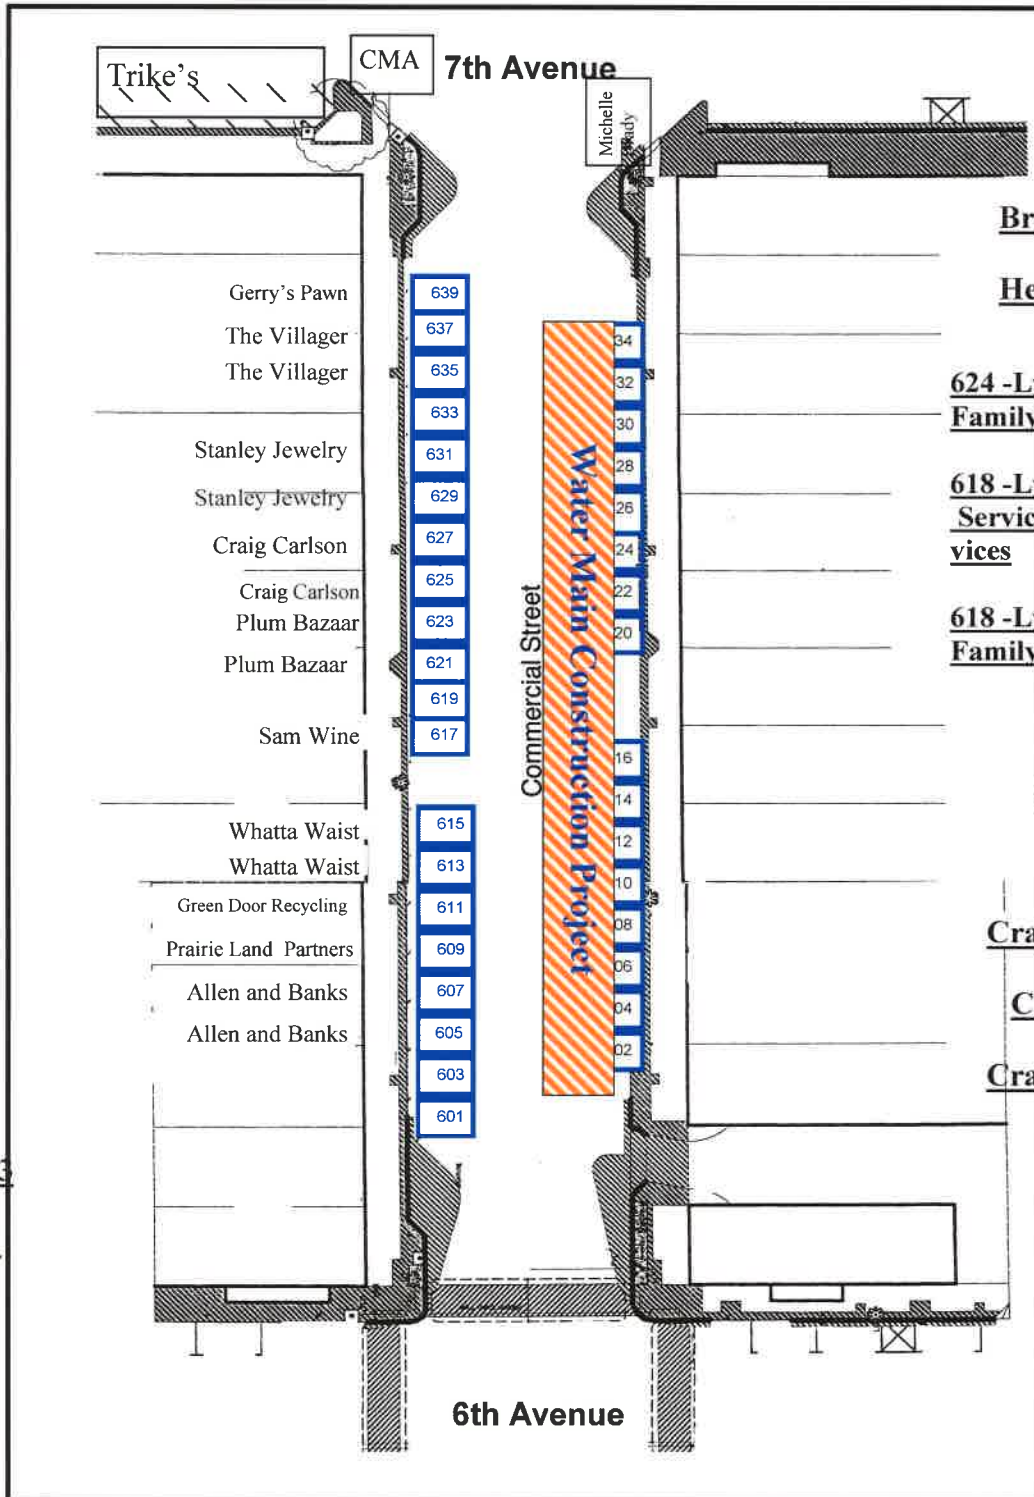 Trike's
CMA
7th Avenue
Michelle
Gerry's Pawn
The Villager
The Villager
Stanley Jewelry
Stanley Jewelry
Craig Carlson
Craig Carlson
Plum Bazaar
Plum Bazaar
Sam Wine
Whatta Waist
Whatta Waist
Green Door Recycling
Prairie Land Partners
Allen and Banks
Allen and Banks
639
637
635
633
631
629
627
625
623
621
619
617
615
613
611
609
607
605
603
601
Commercial Street
Water Main Construction Project
34
32
30
28
26
24
22
20
16
14
12
10
08
06
04
02
Br
He
624 -L
Family
618 -L
Servic
vices
618 -L
Family
Cra
C
Cra
6th Avenue